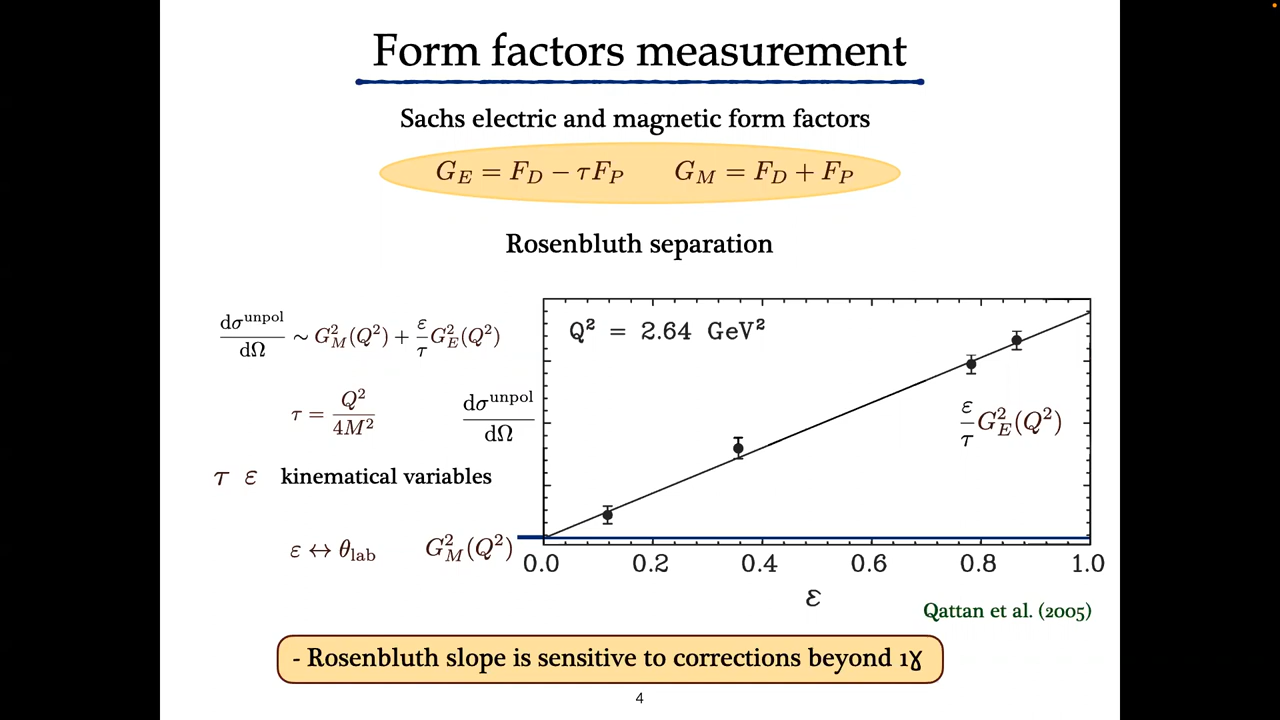 Form factors measurement
Sachs electric and magnetic form factors
G_E = F_D − τF_P   G_M = F_D + F_P
Rosenbluth separation
dσ^unpol/dΩ ∼ G_M^2(Q^2) + ε/τ G_E^2(Q^2)
τ = Q^2/4M^2
τ ε kinematical variables
ε ↔ θ_lab
Q² = 2.64 GeV²
dσ^unpol/dΩ
ε/τ G_E^2(Q^2)
G_M^2(Q^2)
0.0 0.2 0.4 0.6 0.8 1.0
ε
Qattan et al. (2005)
- Rosenbluth slope is sensitive to corrections beyond 1γ
4